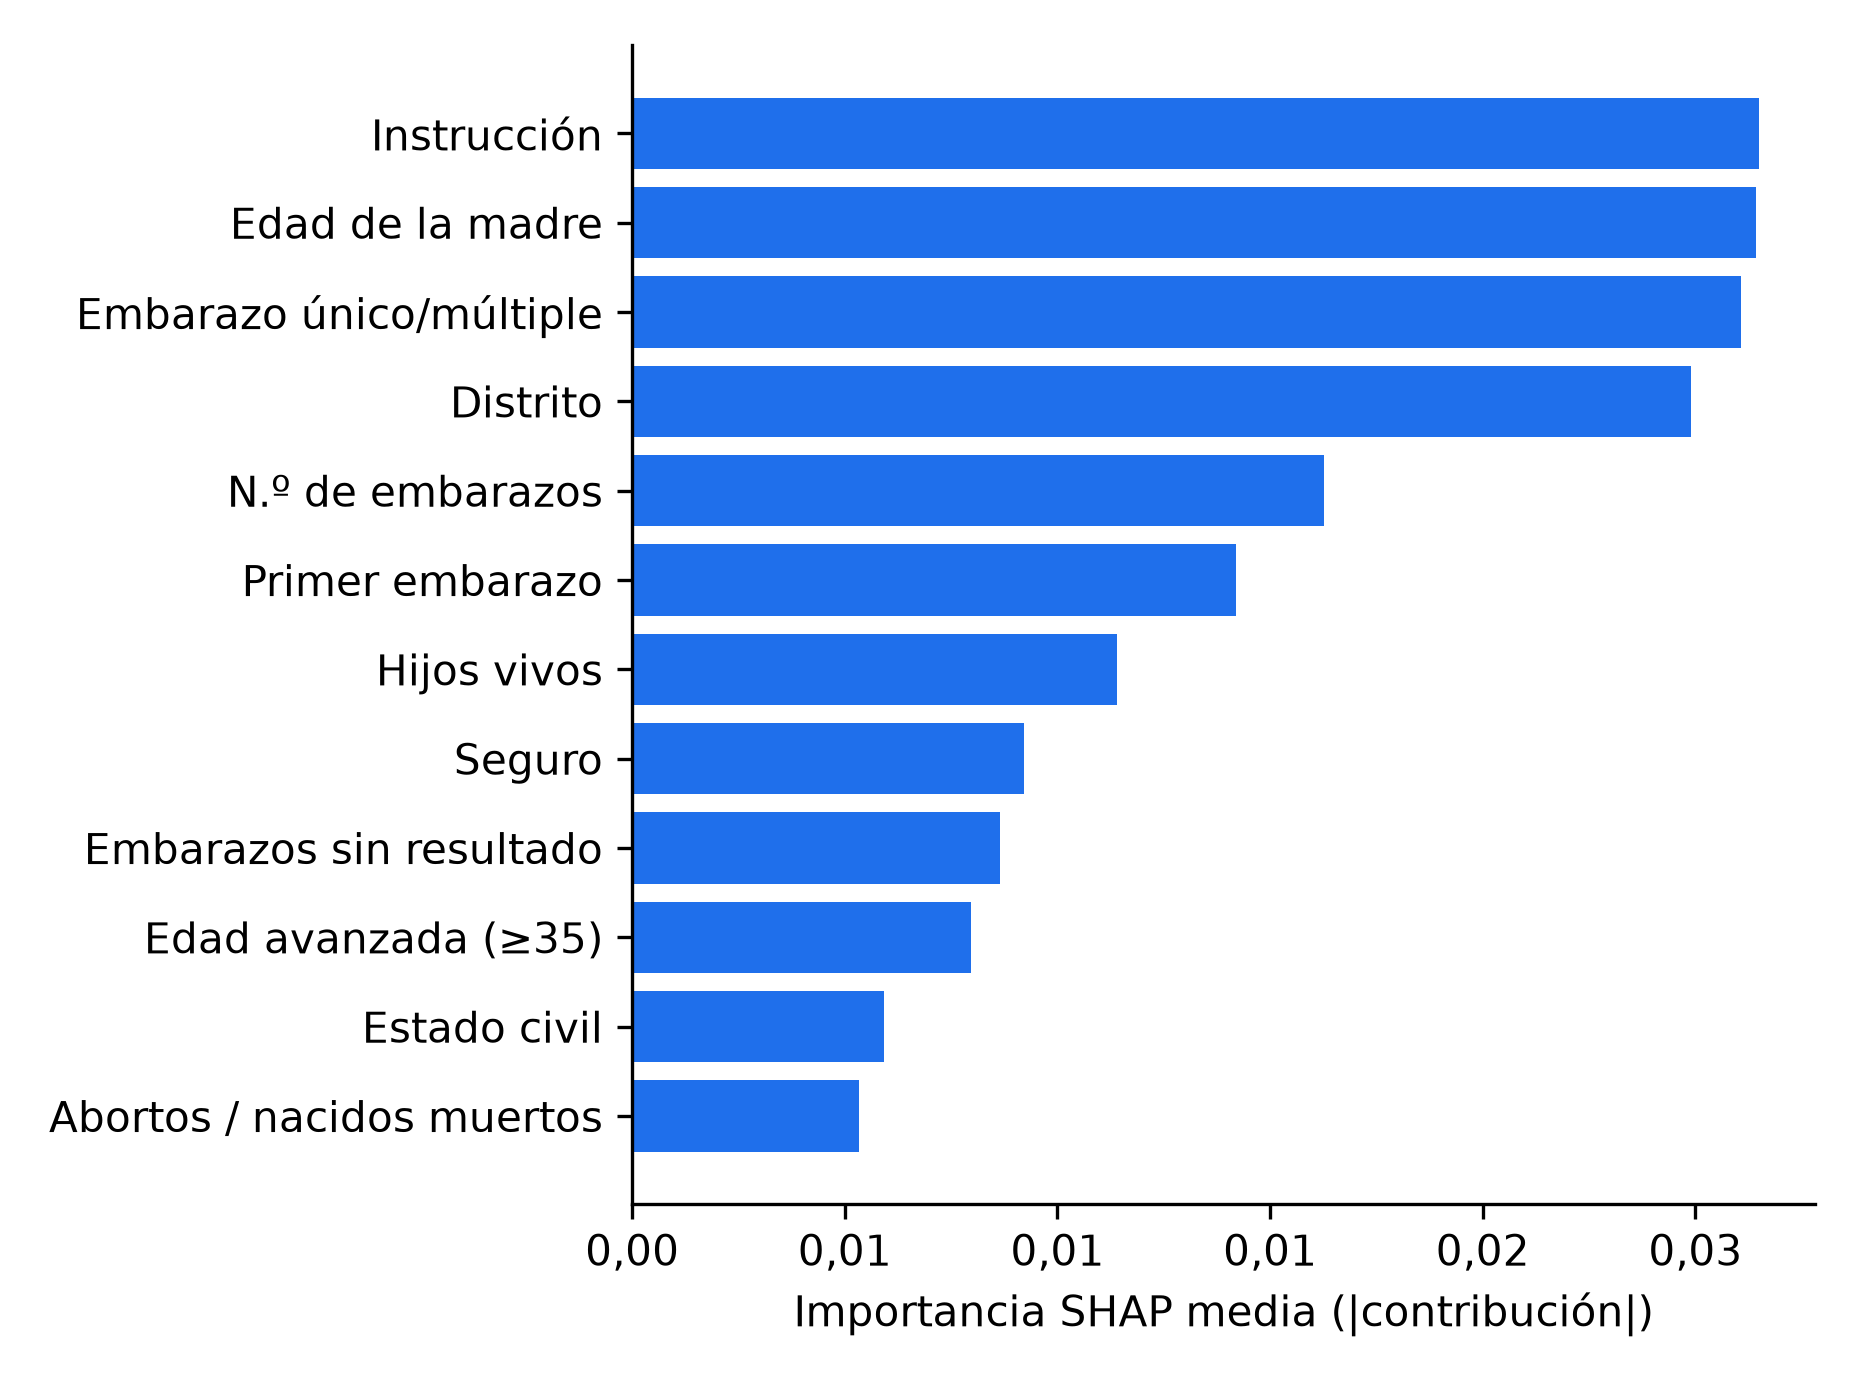 Instrucción
Edad de la madre
Embarazo único/múltiple
Distrito
N.º de embarazos
Primer embarazo
Hijos vivos
Seguro
Embarazos sin resultado
Edad avanzada (≥35)
Estado civil
Abortos / nacidos muertos
0,00 0,01 0,01 0,01 0,02 0,03
Importancia SHAP media (|contribución|)